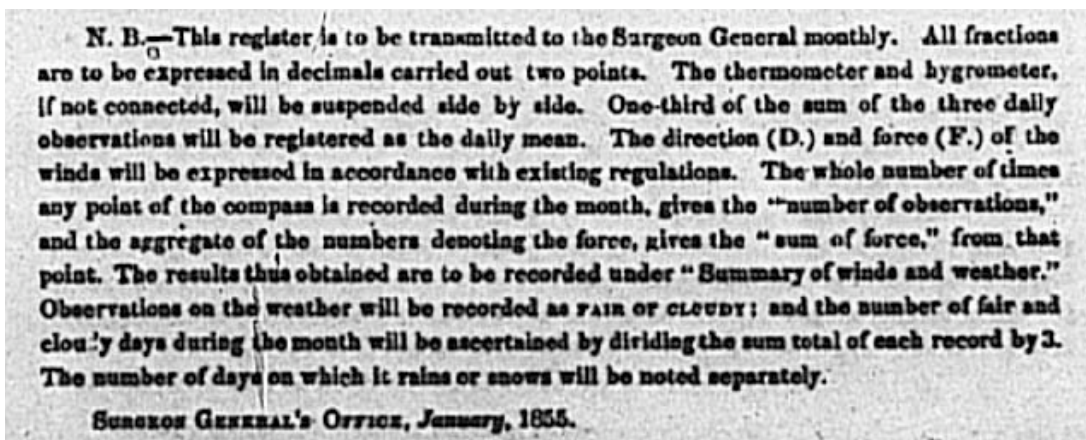 N. B.—This register is to be transmitted to the Surgeon General monthly. All fractions
are to be expressed in decimals carried out two points. The thermometer and hygrometer,
if not connected, will be suspended side by side. One-third of the sum of the three daily
observations will be registered as the daily mean. The direction (D.) and force (F.) of the
winds will be expressed in accordance with existing regulations. The whole number of times
any point of the compass is recorded during the month, gives the "number of observations,"
and the aggregate of the numbers denoting the force, gives the "sum of force," from that
point. The results thus obtained are to be recorded under "Summary of winds and weather."
Observations on the weather will be recorded as FAIR OR CLOUDY; and the number of fair and
cloudy days during the month will be ascertained by dividing the sum total of each record by 3.
The number of days on which it rains or snows will be noted separately.
SURGEON GENERAL'S OFFICE, January, 1855.